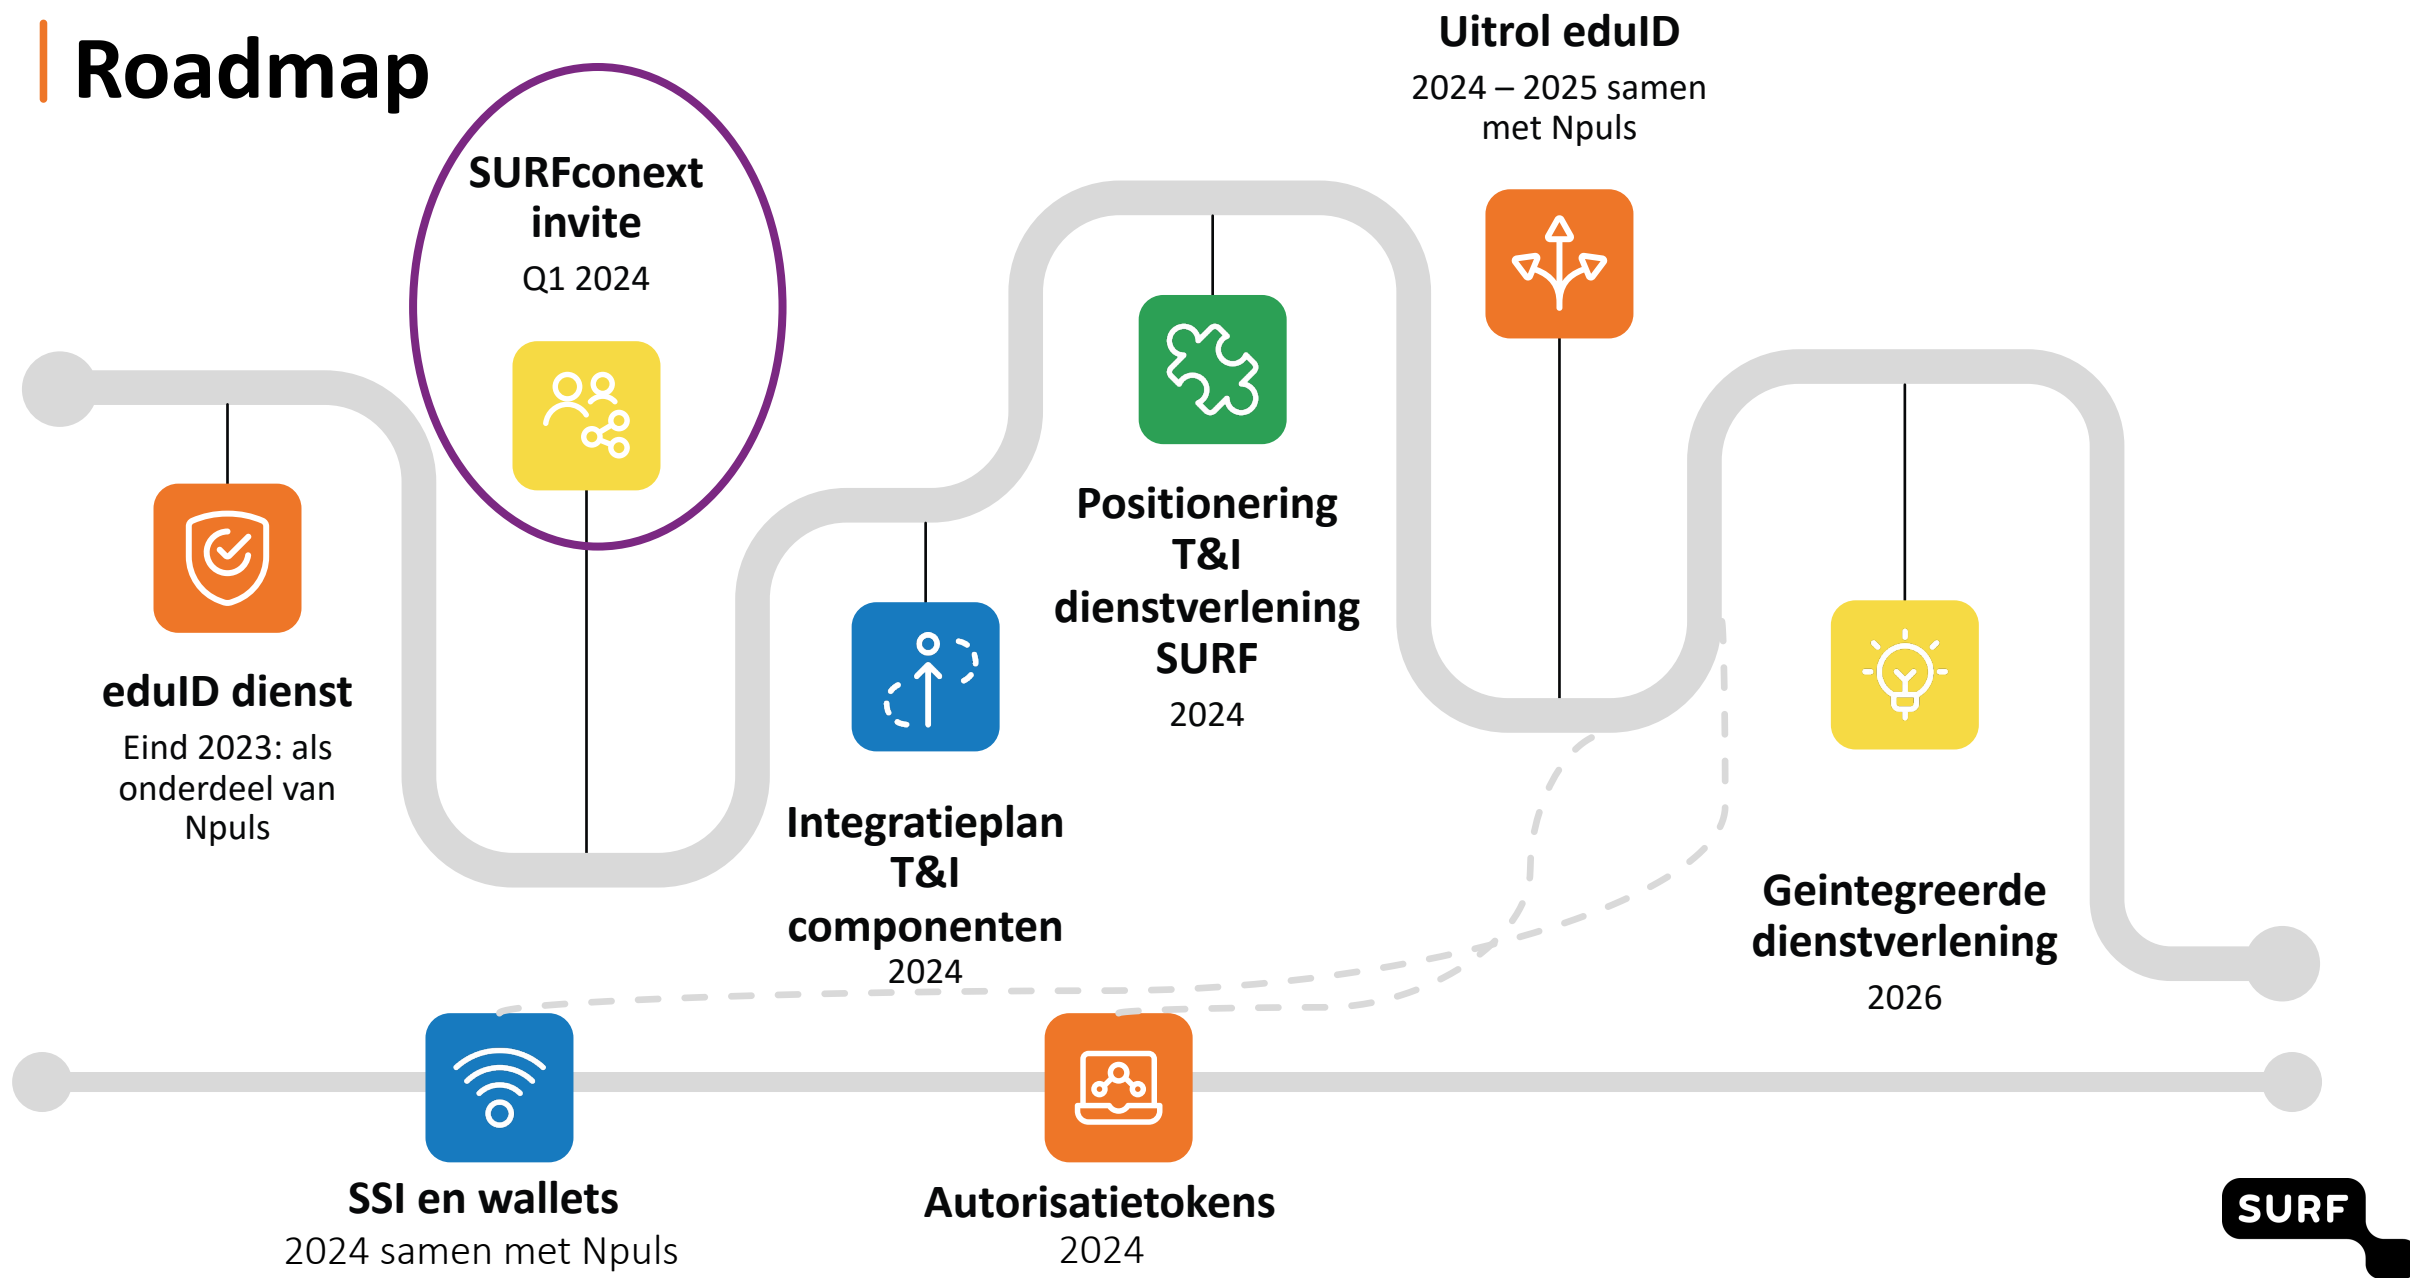 Roadmap
SURFconext
invite
Q1 2024
Uitrol eduID
2024 – 2025 samen
met Npuls
eduID dienst
Eind 2023: als
onderdeel van
Npuls
Integratieplan
T&I
componenten
2024
Positionering
T&I
dienstverlening
SURF
2024
Geintegreerde
dienstverlening
2026
SSI en wallets
2024 samen met Npuls
Autorisatietokens
2024
SURF